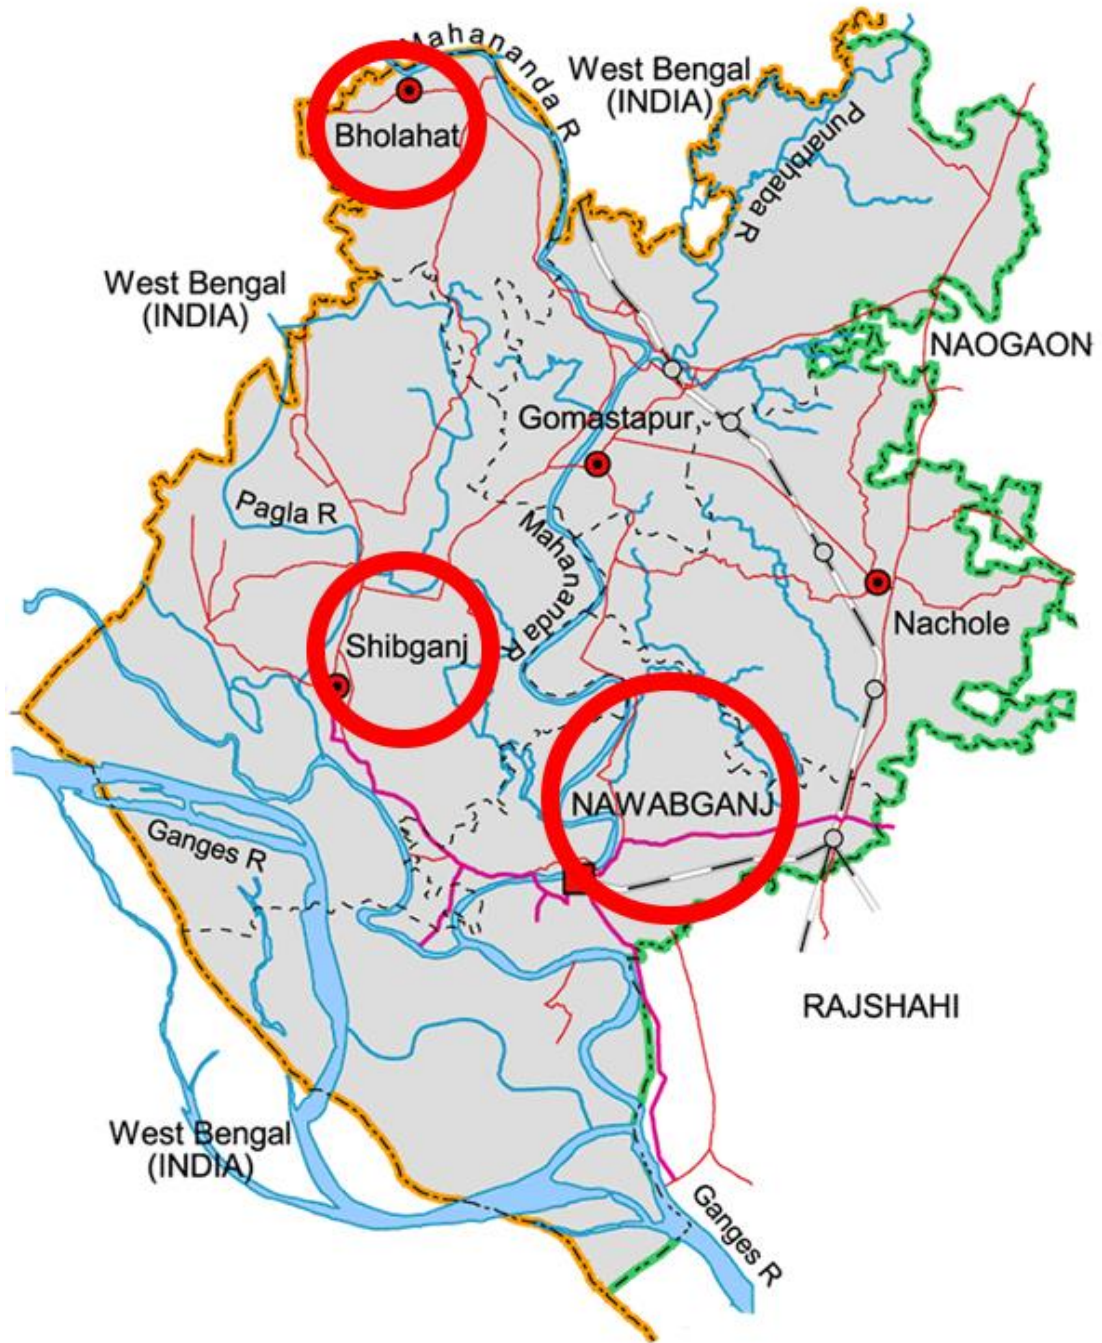 Mahananda R
West Bengal
(INDIA)
Bholahat
Punarbhaba R
West Bengal
(INDIA)
NAOGAON
Gomastapur
Pagla R
Mahananda R
Nachole
Shibganj
NAWABGANJ
Ganges R
RAJSHAHI
West Bengal
(INDIA)
Ganges R